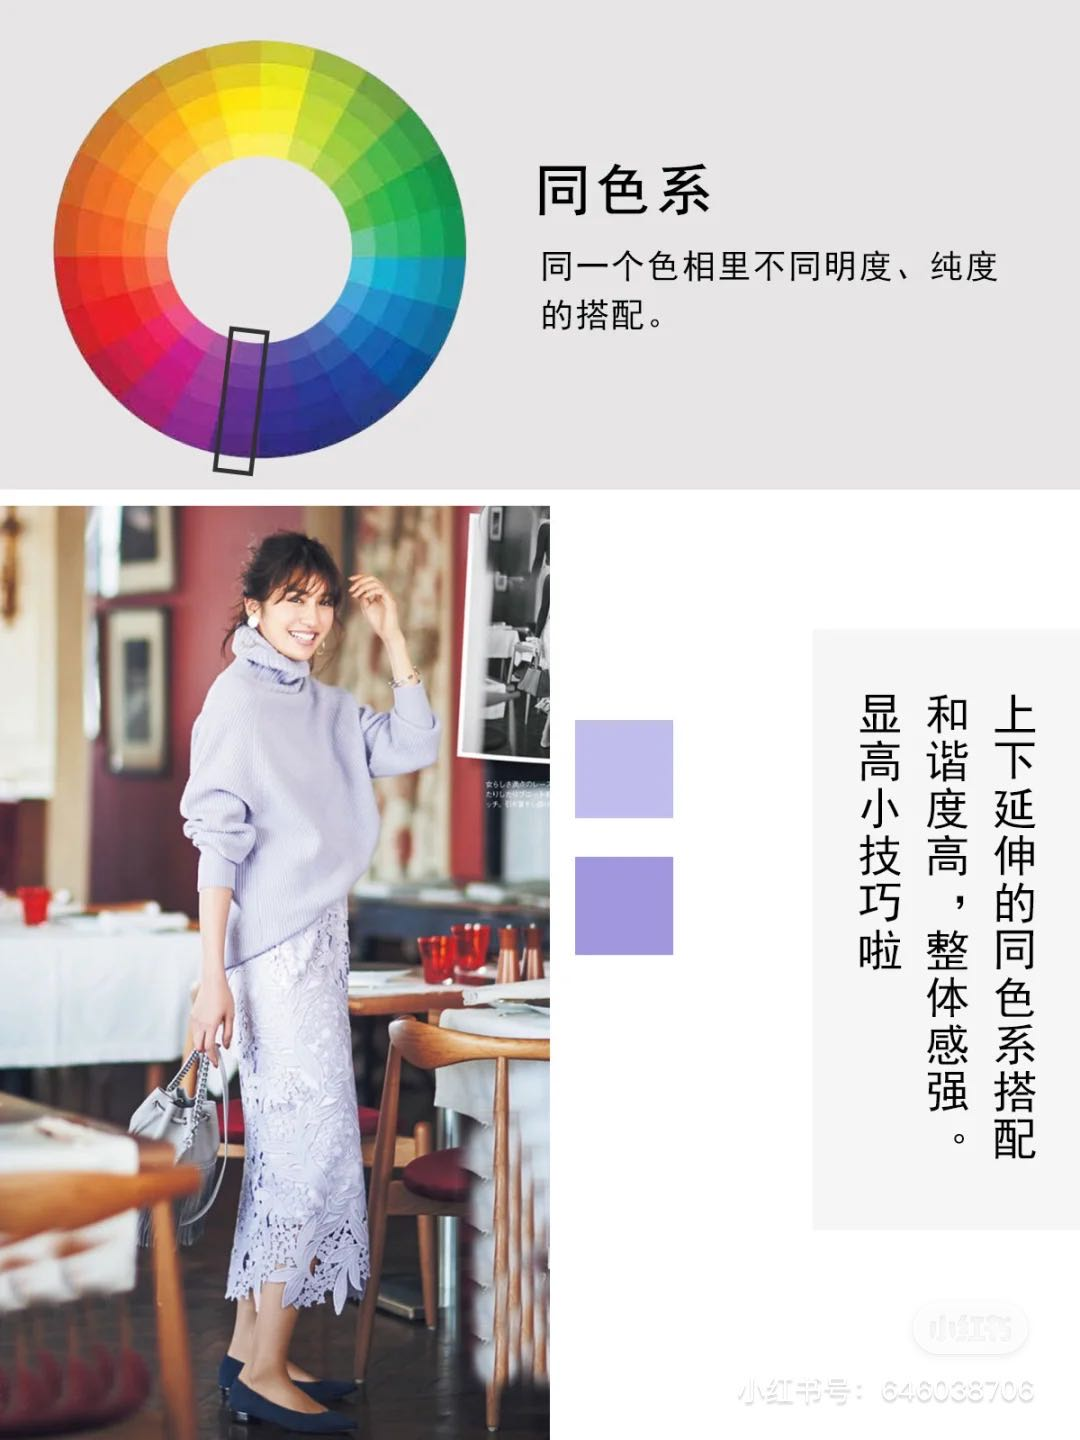 同色系
同一个色相里不同明度、纯度
的搭配。
上下延伸的同色系搭配
和谐度高，整体感强。
显高小技巧啦
小红书
小红书号：646038706